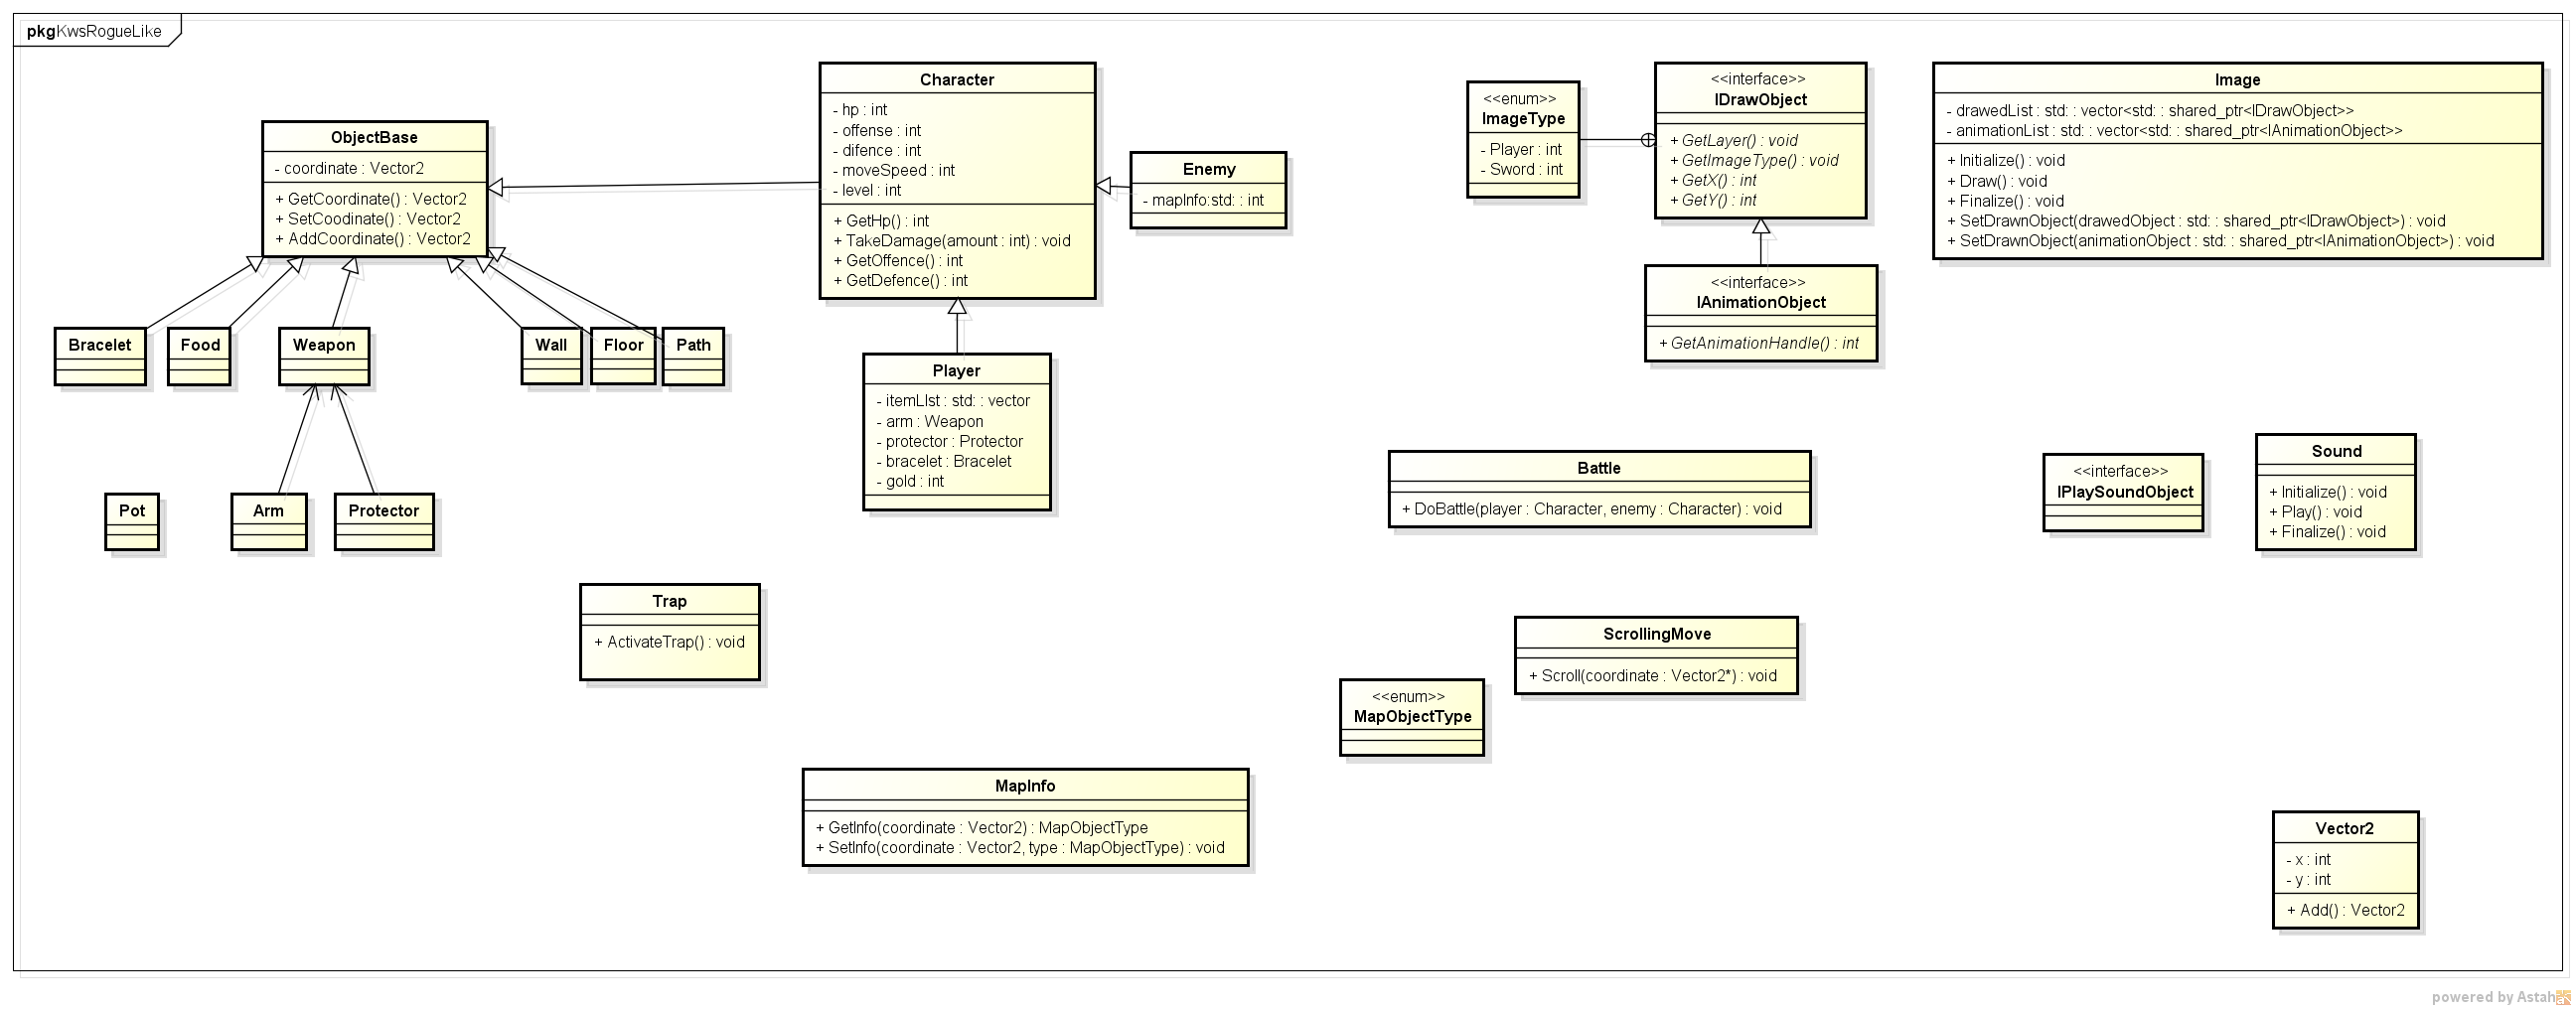 pkg KwsRogueLike
ObjectBase
- coordinate : Vector2
+ GetCoordinate() : Vector2
+ SetCoodinate() : Vector2
+ AddCoordinate() : Vector2
Character
- hp : int
- offense : int
- difence : int
- moveSpeed : int
- level : int
+ GetHp() : int
+ TakeDamage(amount : int) : void
+ GetOffence() : int
+ GetDefence() : int
Enemy
- mapInfo:std: : int
<<enum>>
ImageType
- Player : int
- Sword : int
<<interface>>
IDrawObject
+ GetLayer() : void
+ GetImageType() : void
+ GetX() : int
+ GetY() : int
Image
- drawedList : std: : vector<std: : shared_ptr<IDrawObject>>
- animationList : std: : vector<std: : shared_ptr<IAnimationObject>>
+ Initialize() : void
+ Draw() : void
+ Finalize() : void
+ SetDrawnObject(drawedObject : std: : shared_ptr<IDrawObject>) : void
+ SetDrawnObject(animationObject : std: : shared_ptr<IAnimationObject>) : void
<<interface>>
IAnimationObject
+ GetAnimationHandle() : int
Bracelet
Food
Weapon
Wall
Floor
Path
Player
- itemLIst : std: : vector
- arm : Weapon
- protector : Protector
- bracelet : Bracelet
- gold : int
Pot
Arm
Protector
Battle
+ DoBattle(player : Character, enemy : Character) : void
<<interface>>
IPlaySoundObject
Sound
+ Initialize() : void
+ Play() : void
+ Finalize() : void
Trap
+ ActivateTrap() : void
ScrollingMove
+ Scroll(coordinate : Vector2*) : void
<<enum>>
MapObjectType
MapInfo
+ GetInfo(coordinate : Vector2) : MapObjectType
+ SetInfo(coordinate : Vector2, type : MapObjectType) : void
Vector2
- x : int
- y : int
+ Add() : Vector2
powered by Astah